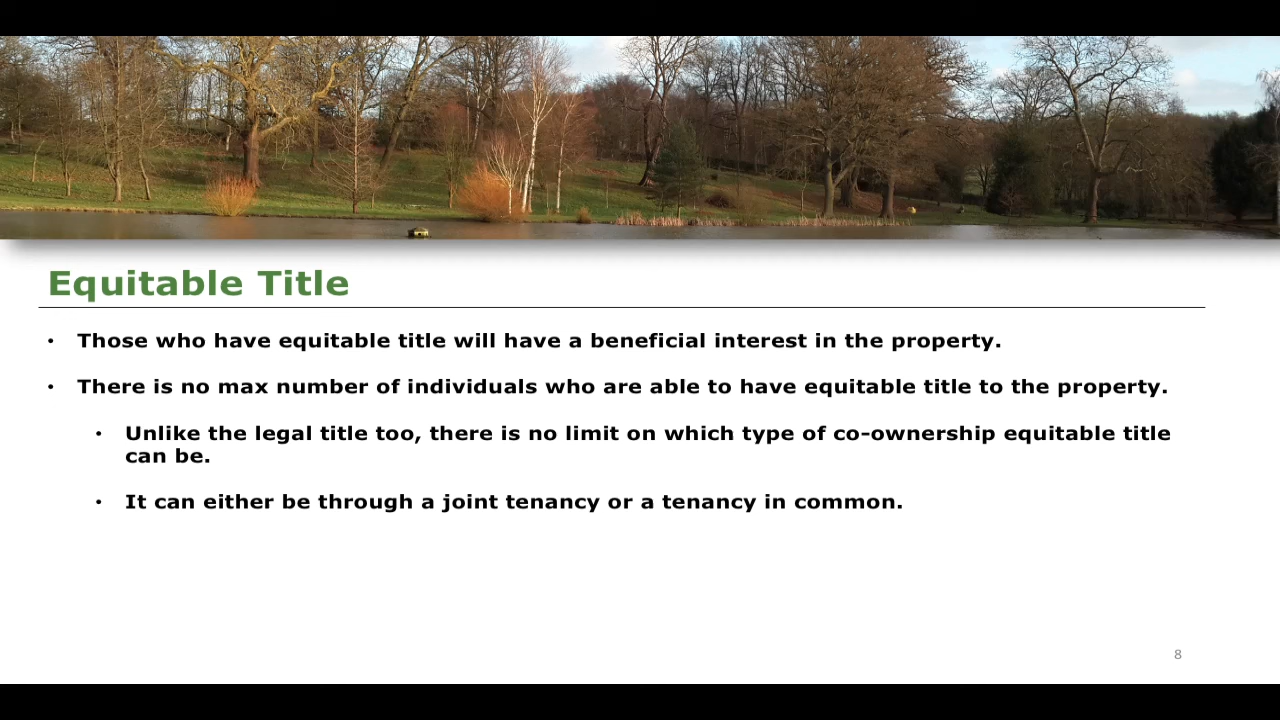 Equitable Title
• Those who have equitable title will have a beneficial interest in the property.
• There is no max number of individuals who are able to have equitable title to the property.
• Unlike the legal title too, there is no limit on which type of co-ownership equitable title
can be.
• It can either be through a joint tenancy or a tenancy in common.
8